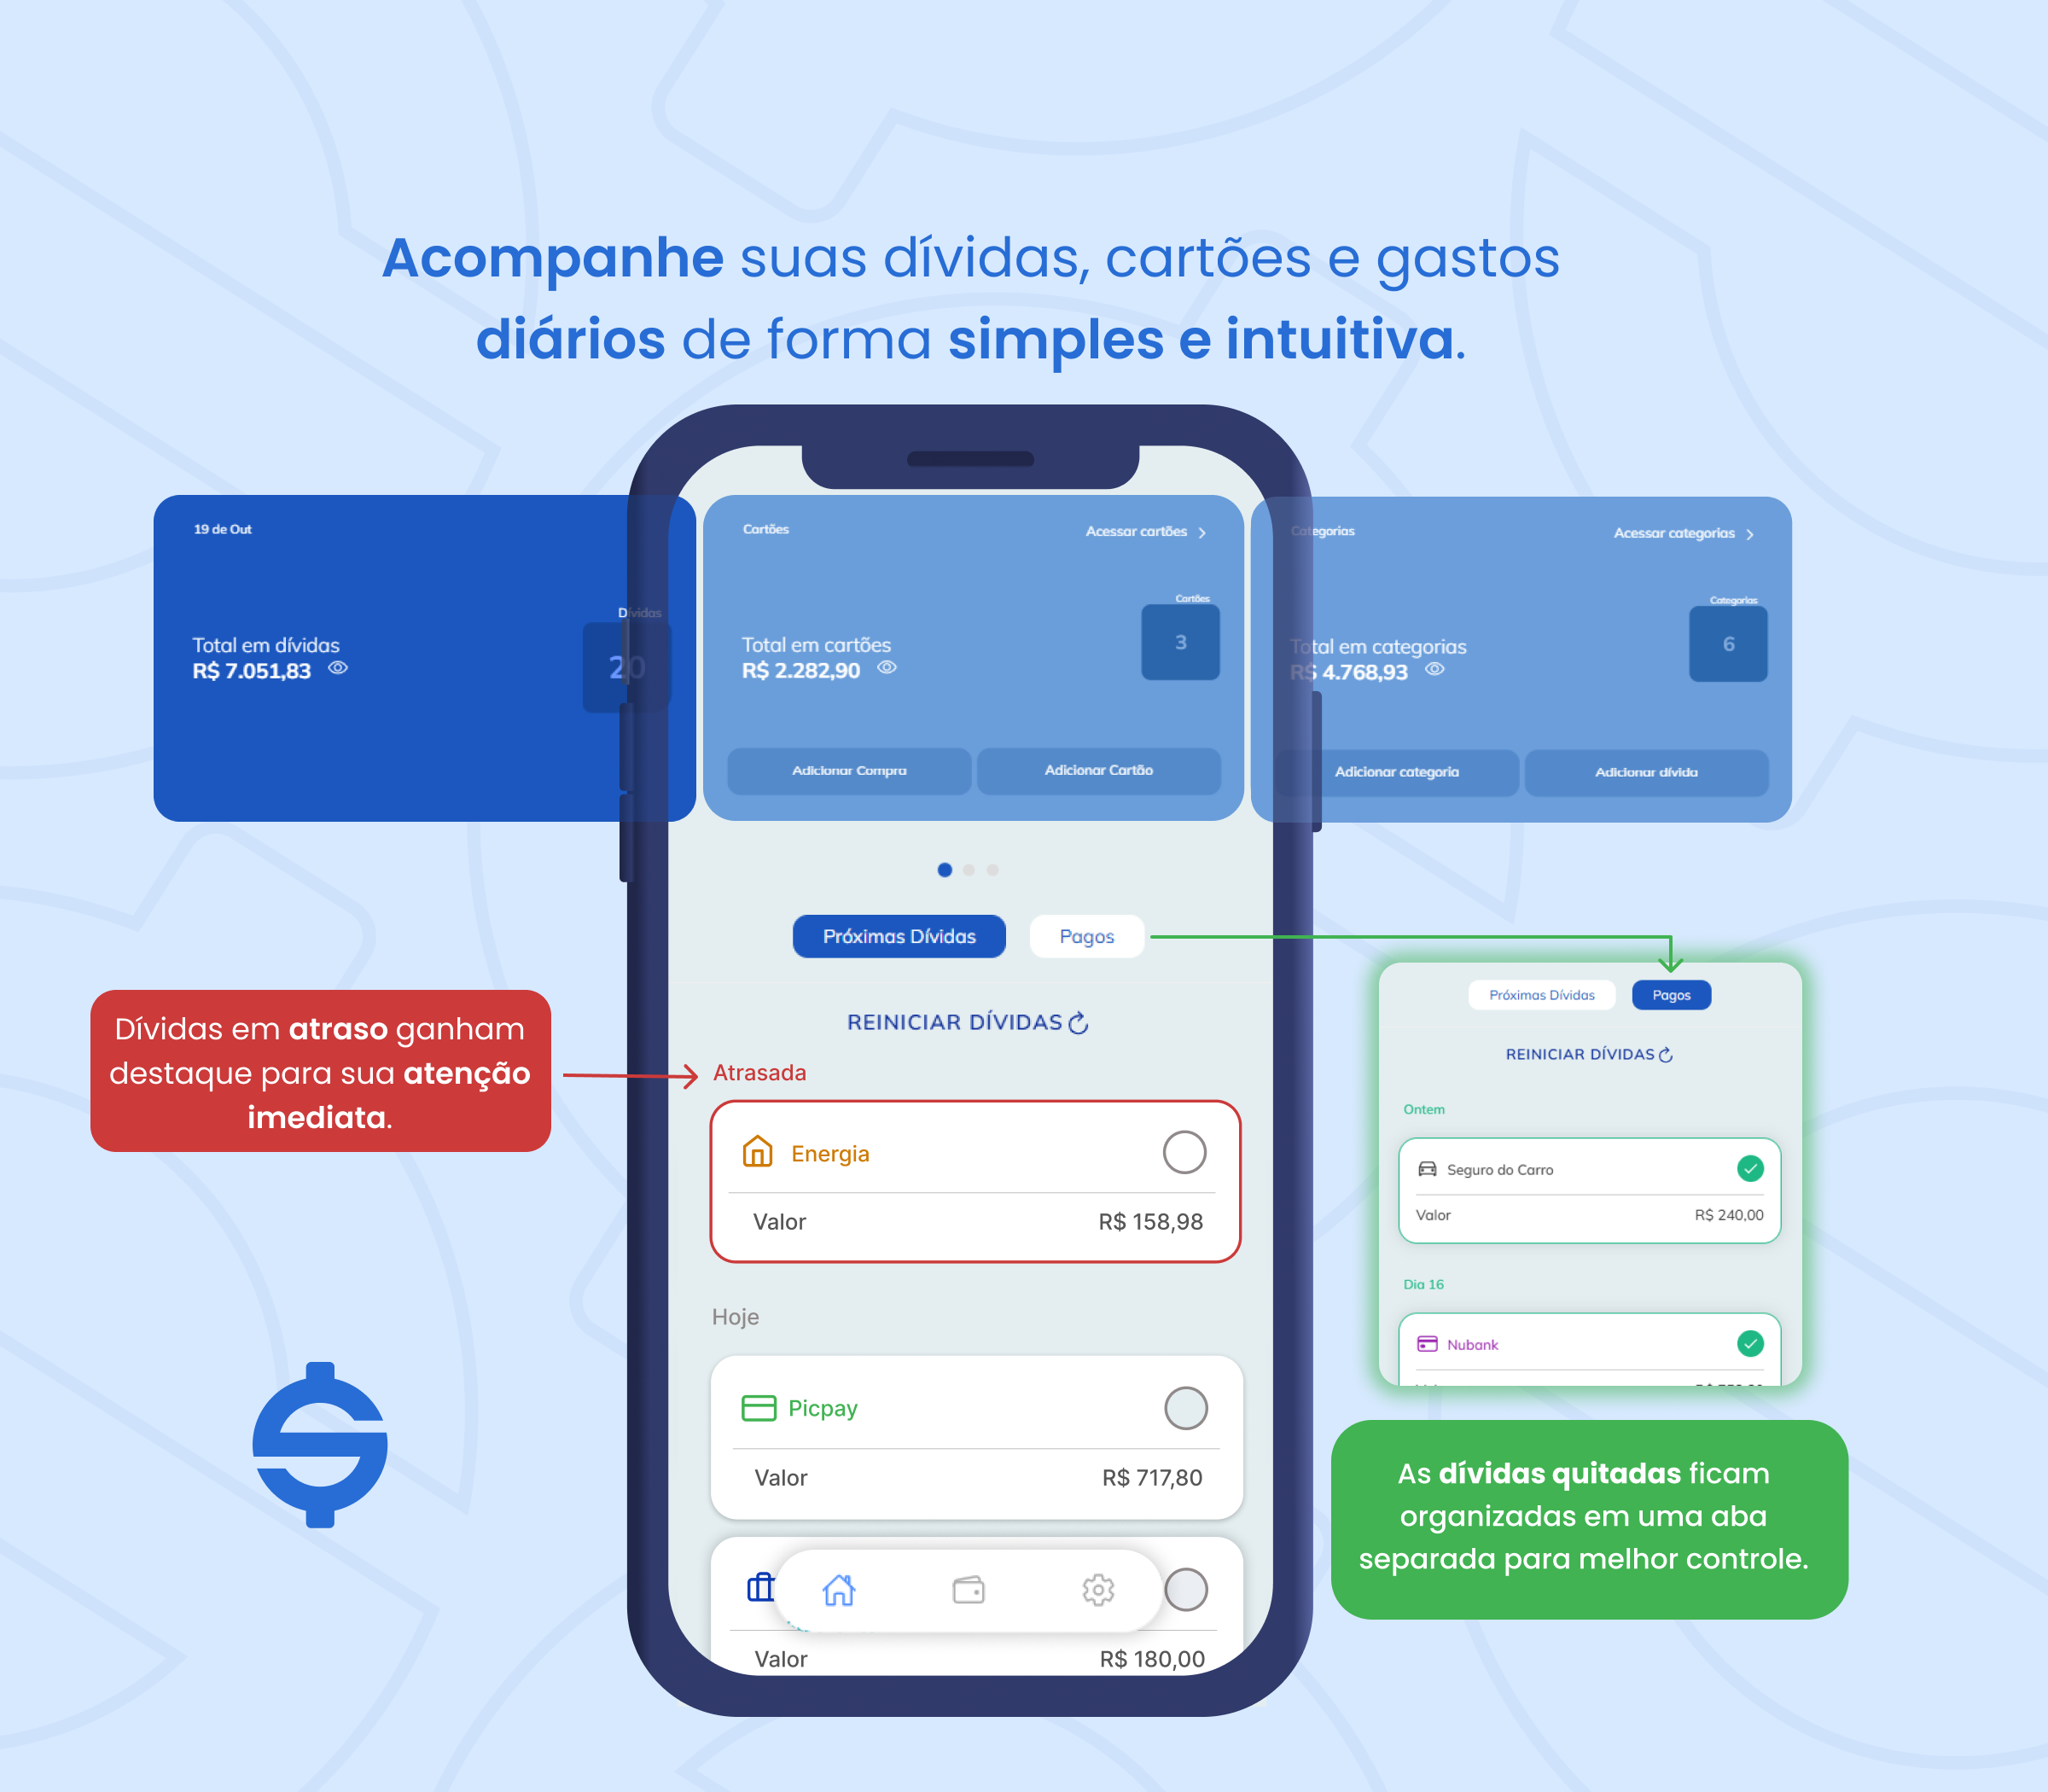 Acompanhe suas dívidas, cartões e gastos
diários de forma simples e intuitiva.
19 de Out
Dívidas
Total em dívidas
R$ 7.051,83
20
Cartões
Acessar cartões
Cartões
Total em cartões
R$ 2.282,90
3
Adicionar Compra
Adicionar Cartão
Categorias
Acessar categorias
Categorias
Total em categorias
R$ 4.768,93
6
Adicionar categoria
Adicionar dívida
Próximas Dívidas
Pagos
REINICIAR DÍVIDAS
Dívidas em atraso ganham
destaque para sua atenção
imediata.
Atrasada
Energia
Valor
R$ 158,98
Hoje
Picpay
Valor
R$ 717,80
Valor
R$ 180,00
Próximas Dívidas
Pagos
REINICIAR DÍVIDAS
Ontem
Seguro do Carro
Valor
R$ 240,00
Dia 16
Nubank
As dívidas quitadas ficam
organizadas em uma aba
separada para melhor controle.